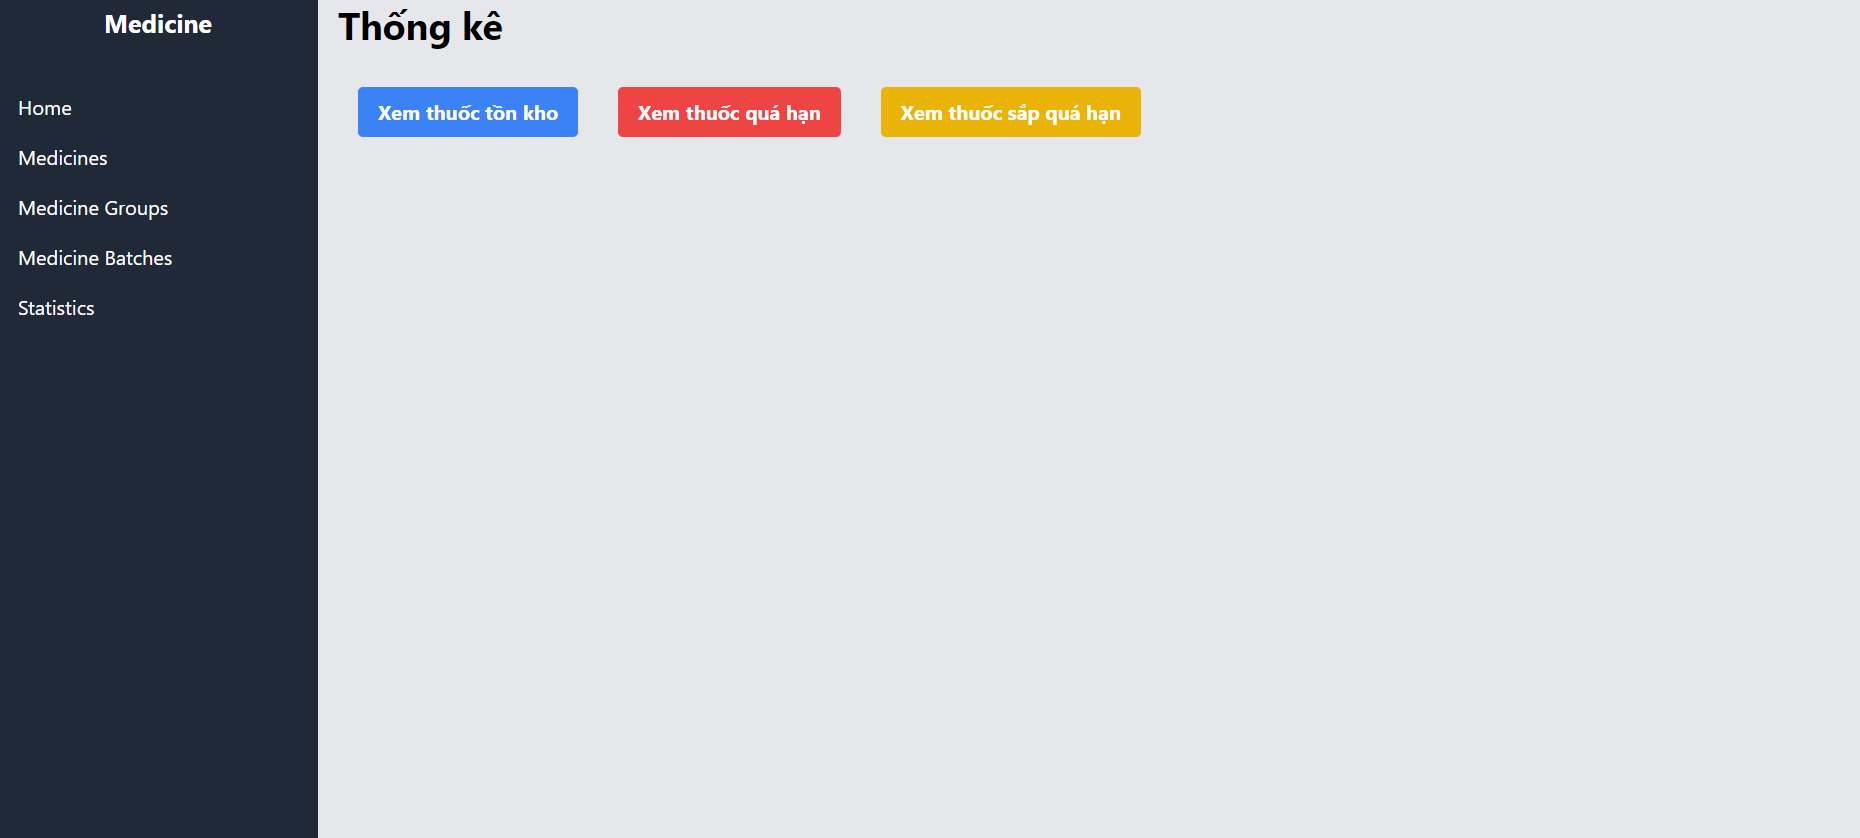 Medicine
Home
Medicines
Medicine Groups
Medicine Batches
Statistics
Thống kê
Xem thuốc tồn kho
Xem thuốc quá hạn
Xem thuốc sắp quá hạn